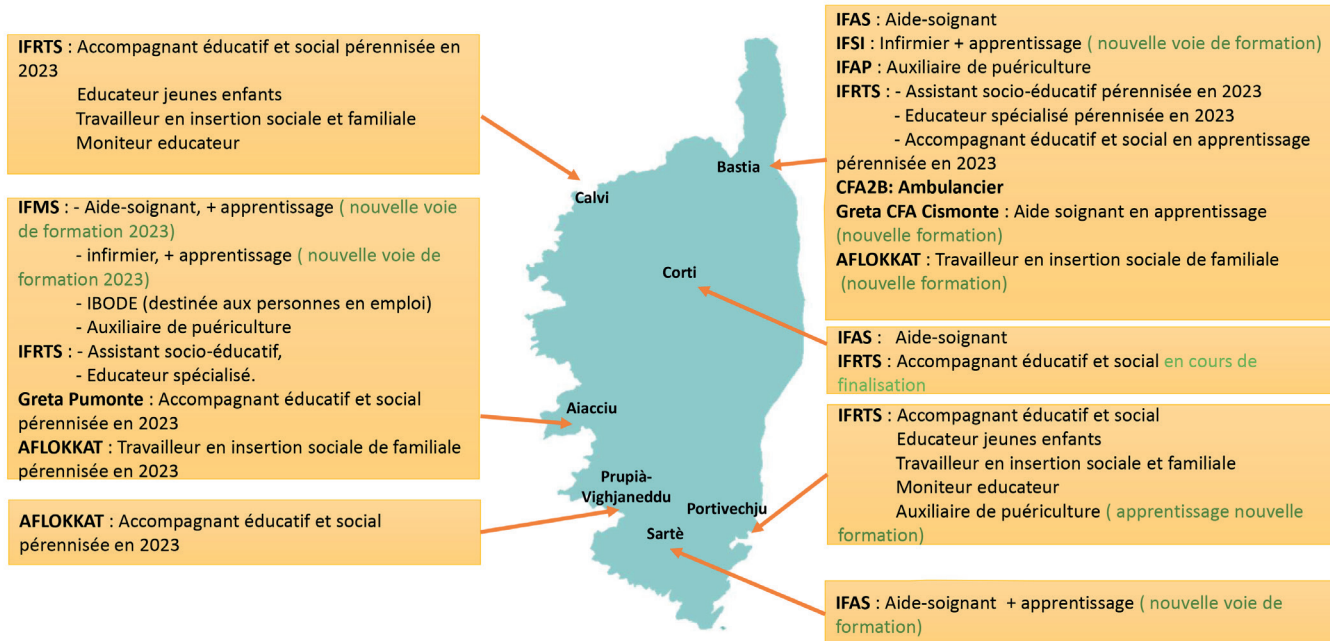 IFRTS : Accompagnant éducatif et social pérennisée en
2023
Educateur jeunes enfants
Travailleur en insertion sociale et familiale
Moniteur educateur
IFMS : - Aide-soignant, + apprentissage ( nouvelle voie
de formation 2023)
- infirmier, + apprentissage ( nouvelle voie de
formation 2023)
- IBODE (destinée aux personnes en emploi)
- Auxiliaire de puériculture
IFRTS : - Assistant socio-éducatif,
- Educateur spécialisé.
Greta Pumonte : Accompagnant éducatif et social
pérennisée en 2023
AFLOKKAT : Travailleur en insertion sociale de familiale
pérennisée en 2023
AFLOKKAT : Accompagnant éducatif et social
pérennisée en 2023
Bastia
Calvi
Corti
Aiacciu
Prupià-
Vighjaneddu
Portivechju
Sartè
IFAS : Aide-soignant
IFSI : Infirmier + apprentissage ( nouvelle voie de formation)
IFAP : Auxiliaire de puériculture
IFRTS : - Assistant socio-éducatif pérennisée en 2023
- Educateur spécialisé pérennisée en 2023
- Accompagnant éducatif et social en apprentissage
pérennisée en 2023
CFA2B: Ambulancier
Greta CFA Cismonte : Aide soignant en apprentissage
(nouvelle formation)
AFLOKKAT : Travailleur en insertion sociale de familiale
(nouvelle formation)
IFAS : Aide-soignant
IFRTS : Accompagnant éducatif et social en cours de
finalisation
IFRTS : Accompagnant éducatif et social
Educateur jeunes enfants
Travailleur en insertion sociale et familiale
Moniteur educateur
Auxiliaire de puériculture ( apprentissage nouvelle
formation)
IFAS : Aide-soignant + apprentissage ( nouvelle voie de
formation)